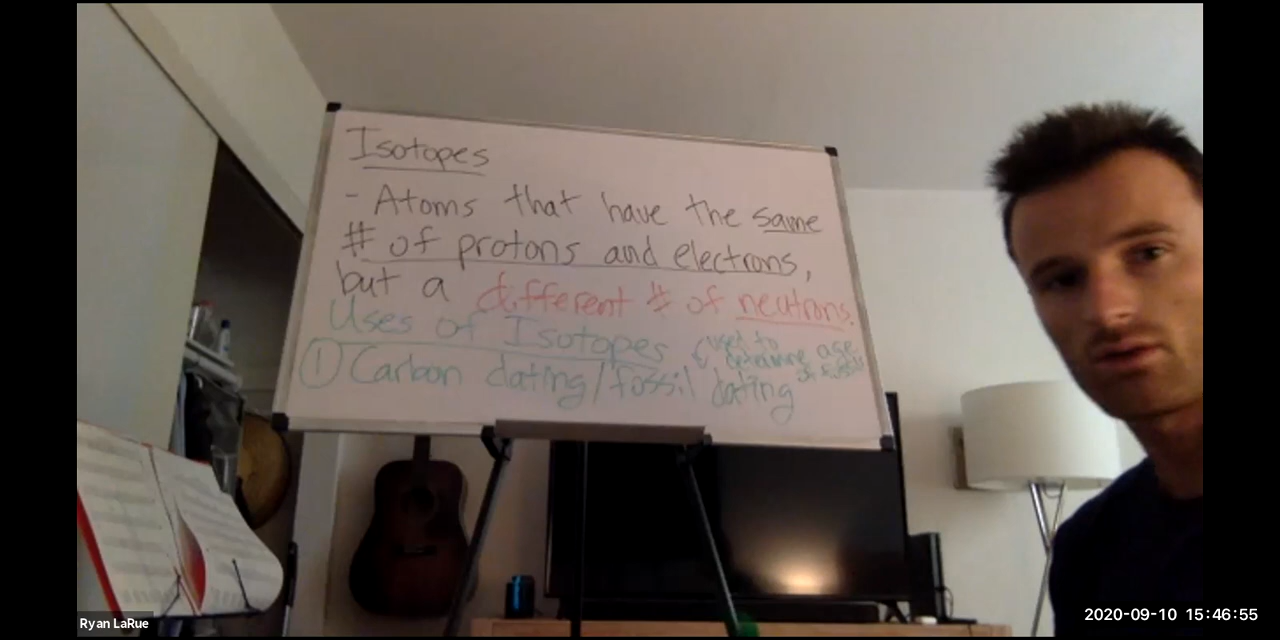 Isotopes
- Atoms that have the same
# of protons and electrons,
but a different # of neutrons.
Uses of Isotopes
used to
determine age
① Carbon dating/fossil dating
Ryan LaRue
2020-09-10 15:46:55